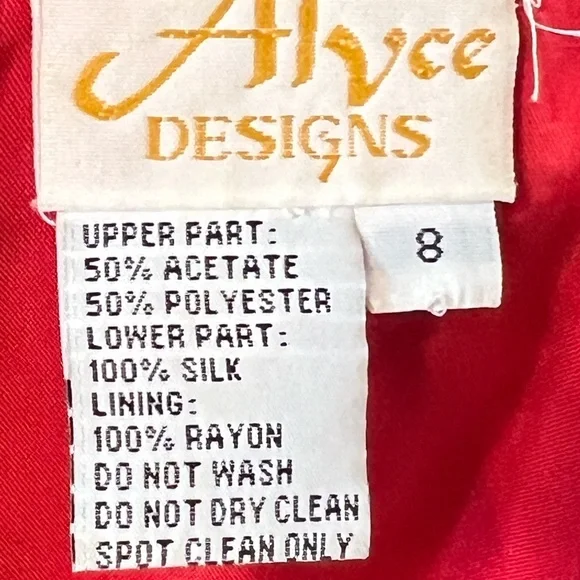 Alyce
DESIGNS
8
UPPER PART:
50% ACETATE
50% POLYESTER
LOWER PART:
100% SILK
LINING:
100% RAYON
DO NOT WASH
DO NOT DRY CLEAN
SPOT CLEAN ONLY